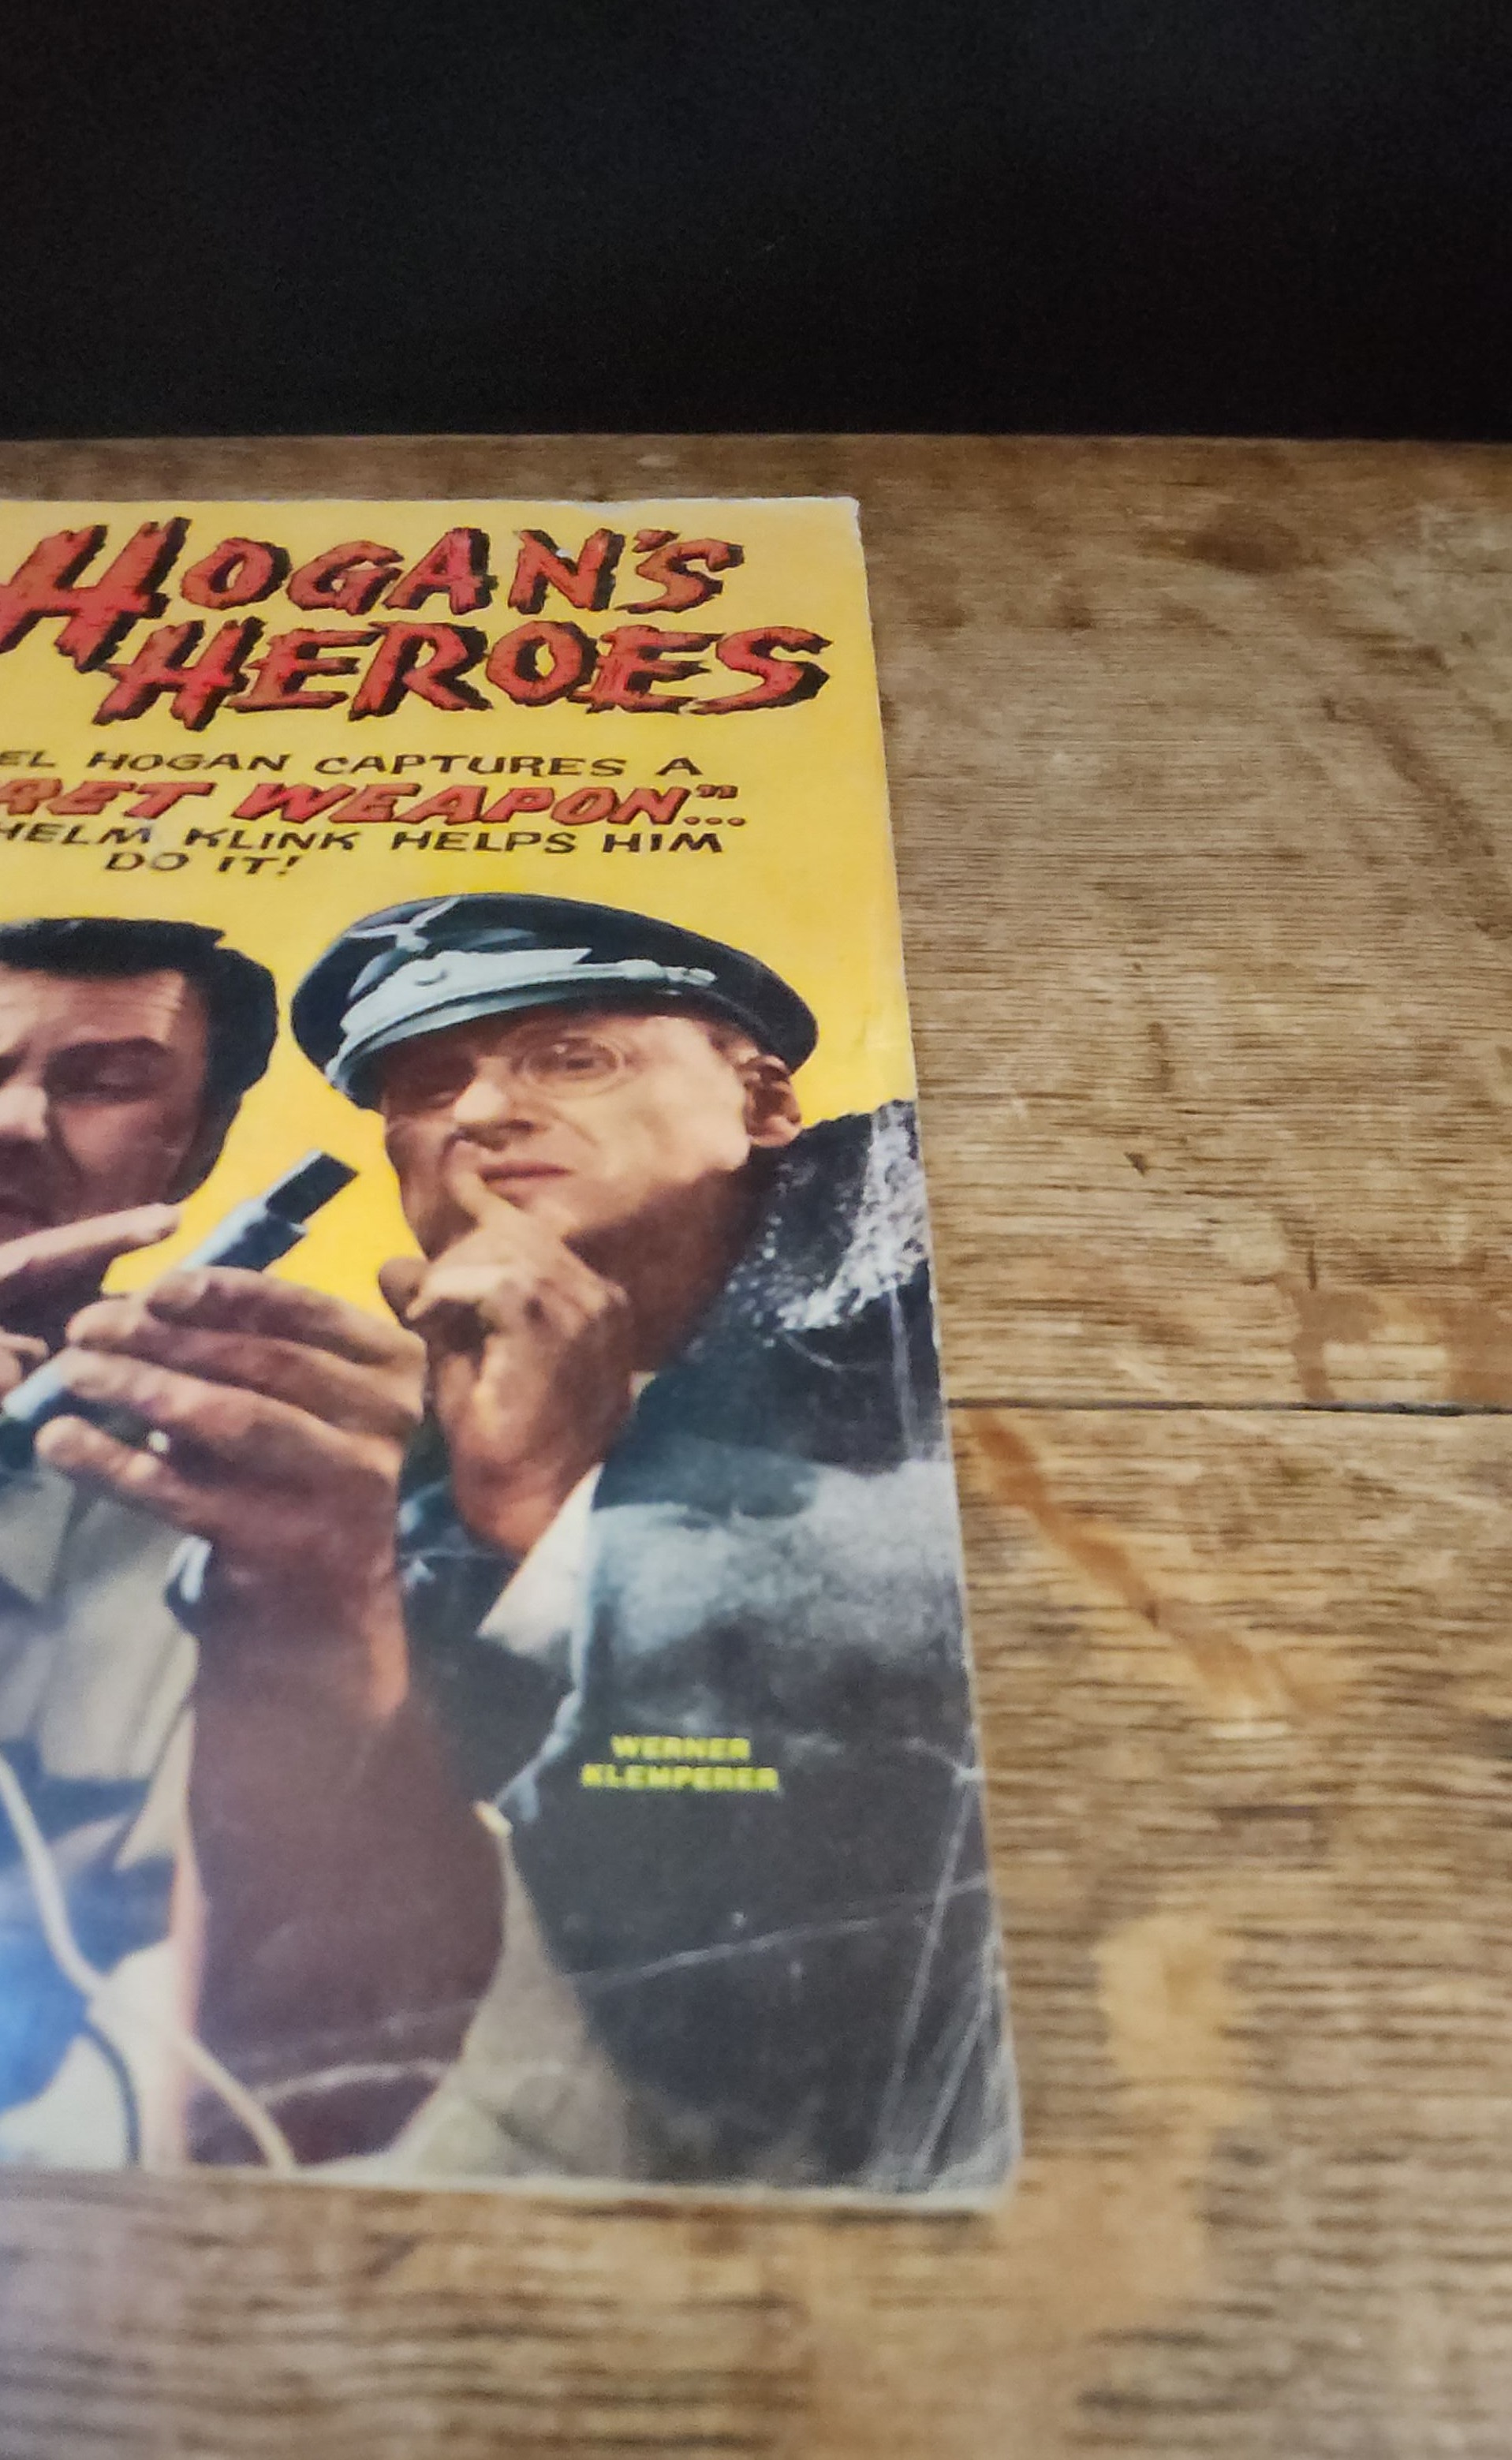 HOGAN'S
HEROES
EL HOGAN CAPTURES A
RET WEAPON"...
HELM KLINK HELPS HIM
DO IT!
WERNER
KLEMPERER